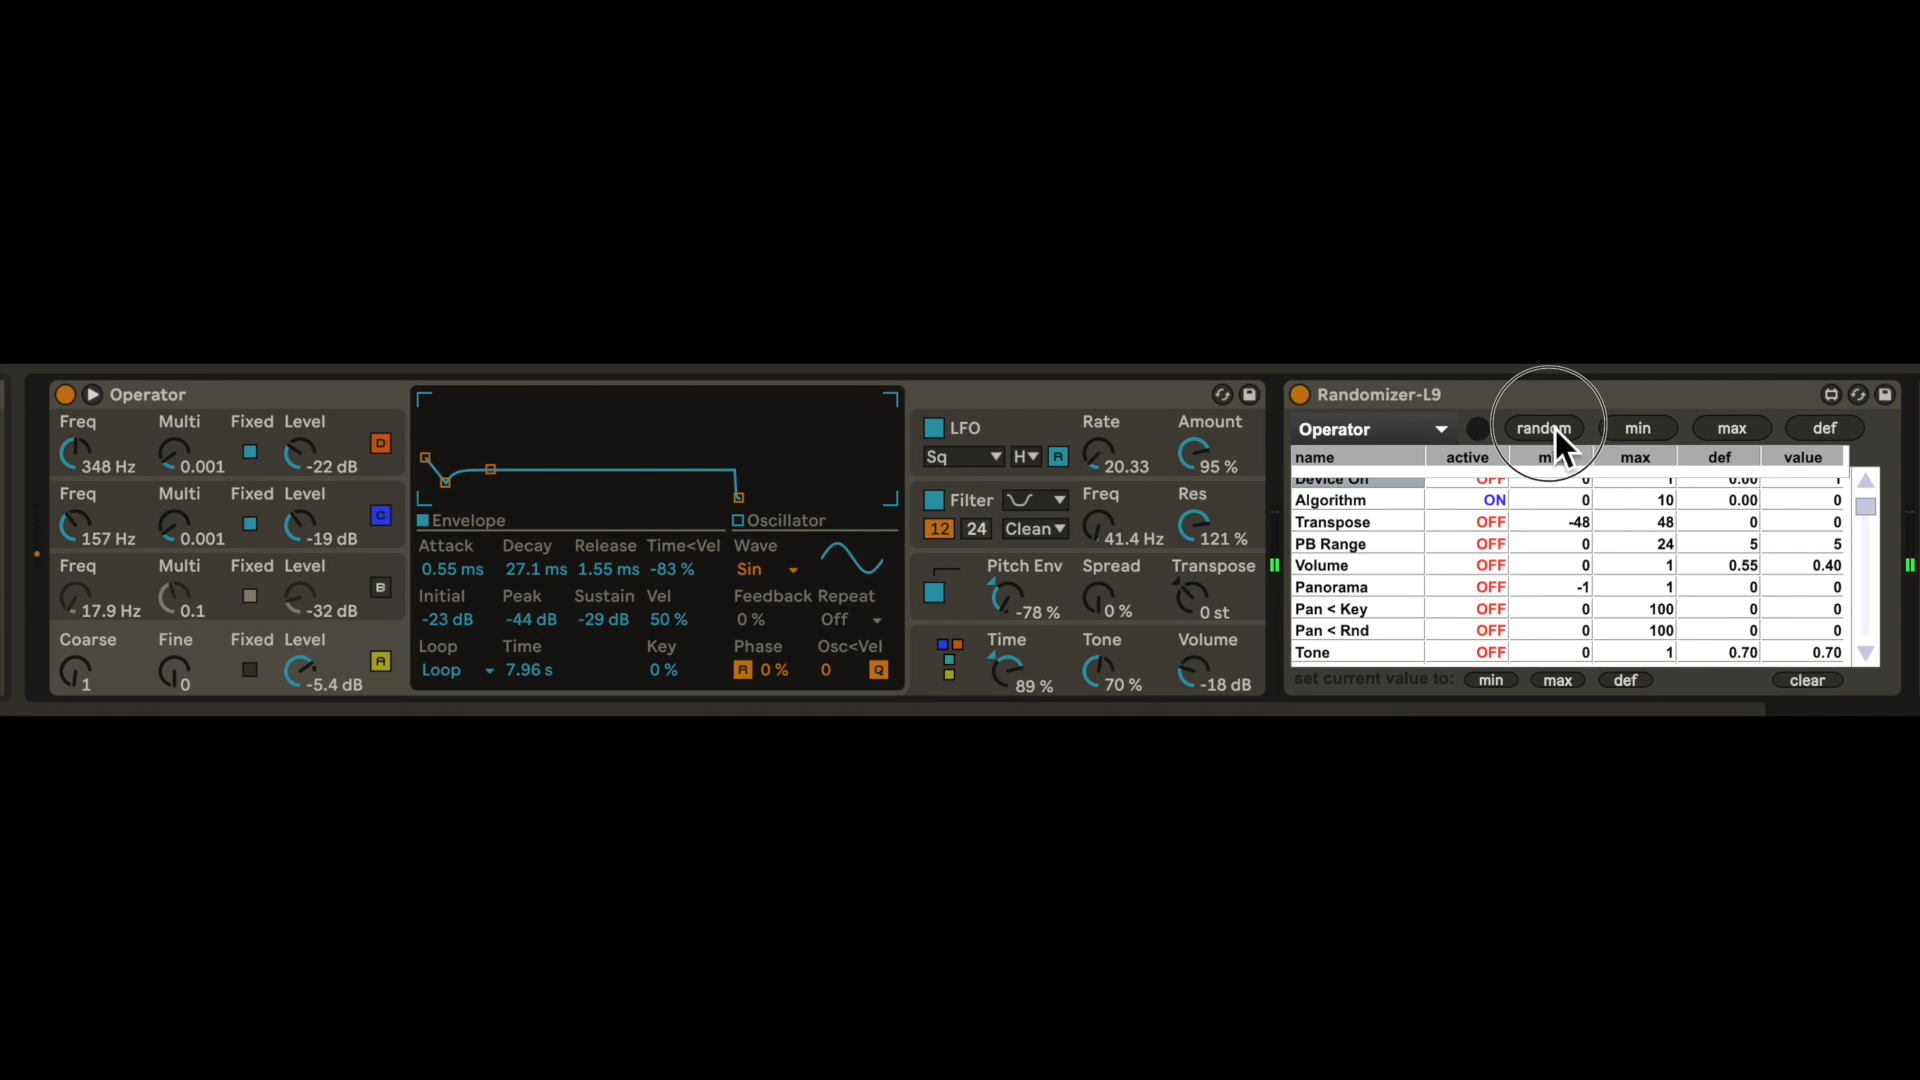 Operator
Freq Multi Fixed Level
348 Hz 0.001 -22 dB D
Freq Multi Fixed Level
157 Hz 0.001 -19 dB C
Freq Multi Fixed Level
17.9 Hz 0.1 -32 dB B
Coarse Fine Fixed Level
1 0 -5.4 dB A
Envelope Oscillator
Attack Decay Release Time<Vel Wave
0.55 ms 27.1 ms 1.55 ms -83 % Sin
Initial Peak Sustain Vel Feedback Repeat
-23 dB -44 dB -29 dB 50 % 0 % Off
Loop Time Key Phase Osc<Vel
Loop 7.96 s 0 % R 0 % 0 Q
LFO Rate Amount
Sq H R 20.33 95 %
Filter Freq Res
12 24 Clean 41.4 Hz 121 %
Pitch Env Spread Transpose
-78 % 0 % 0 st
Time Tone Volume
89 % 70 % -18 dB
Randomizer-L9
Operator random min max def
name active min max def value
Device On OFF 0 1 0.00 1
Algorithm ON 0 10 0.00 0
Transpose OFF -48 48 0 0
PB Range OFF 0 24 5 5
Volume OFF 0 1 0.55 0.40
Panorama OFF -1 1 0 0
Pan < Key OFF 0 100 0 0
Pan < Rnd OFF 0 100 0 0
Tone OFF 0 1 0.70 0.70
set current value to: min max def clear